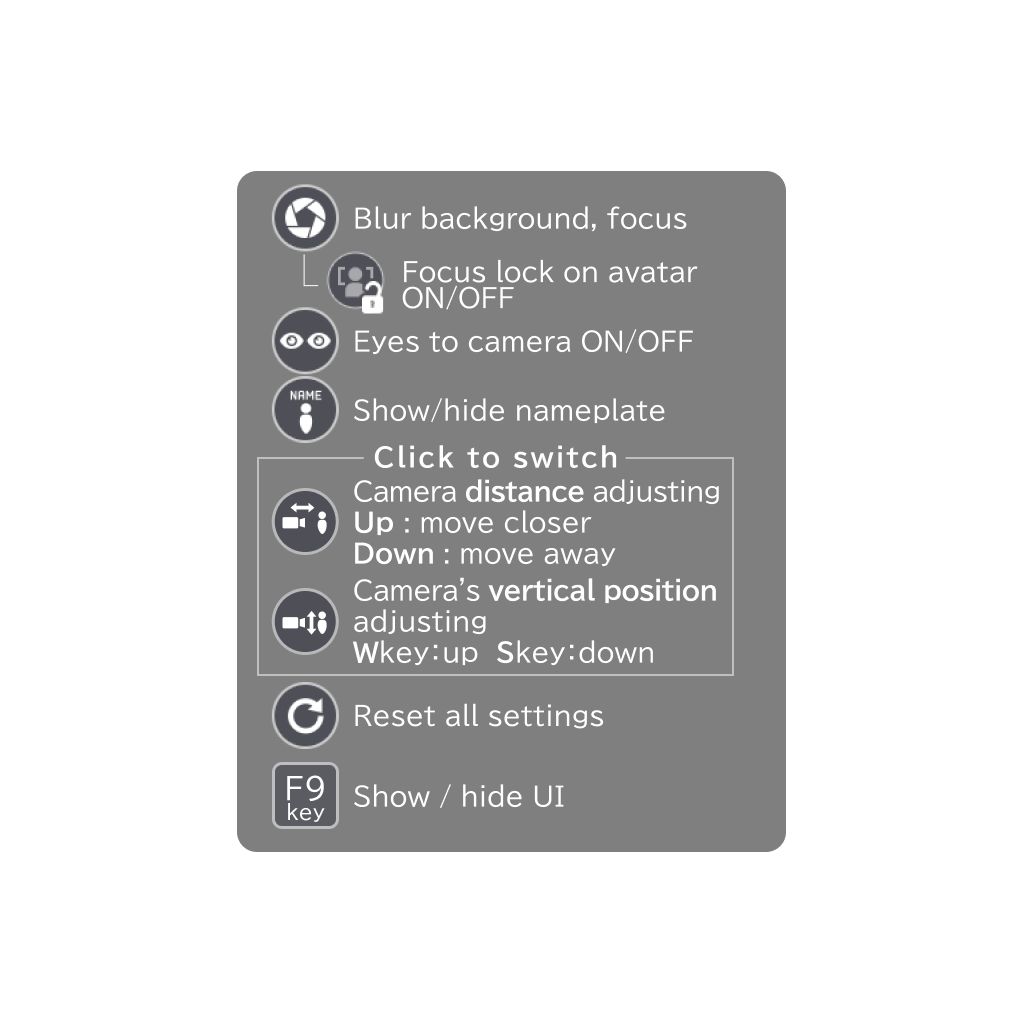 Blur background, focus
Focus lock on avatar
ON/OFF
Eyes to camera ON/OFF
NAME
Show/hide nameplate
Click to switch
Camera distance adjusting
Up : move closer
Down : move away
Camera's vertical position
adjusting
Wkey:up Skey:down
Reset all settings
F9
key
Show / hide UI